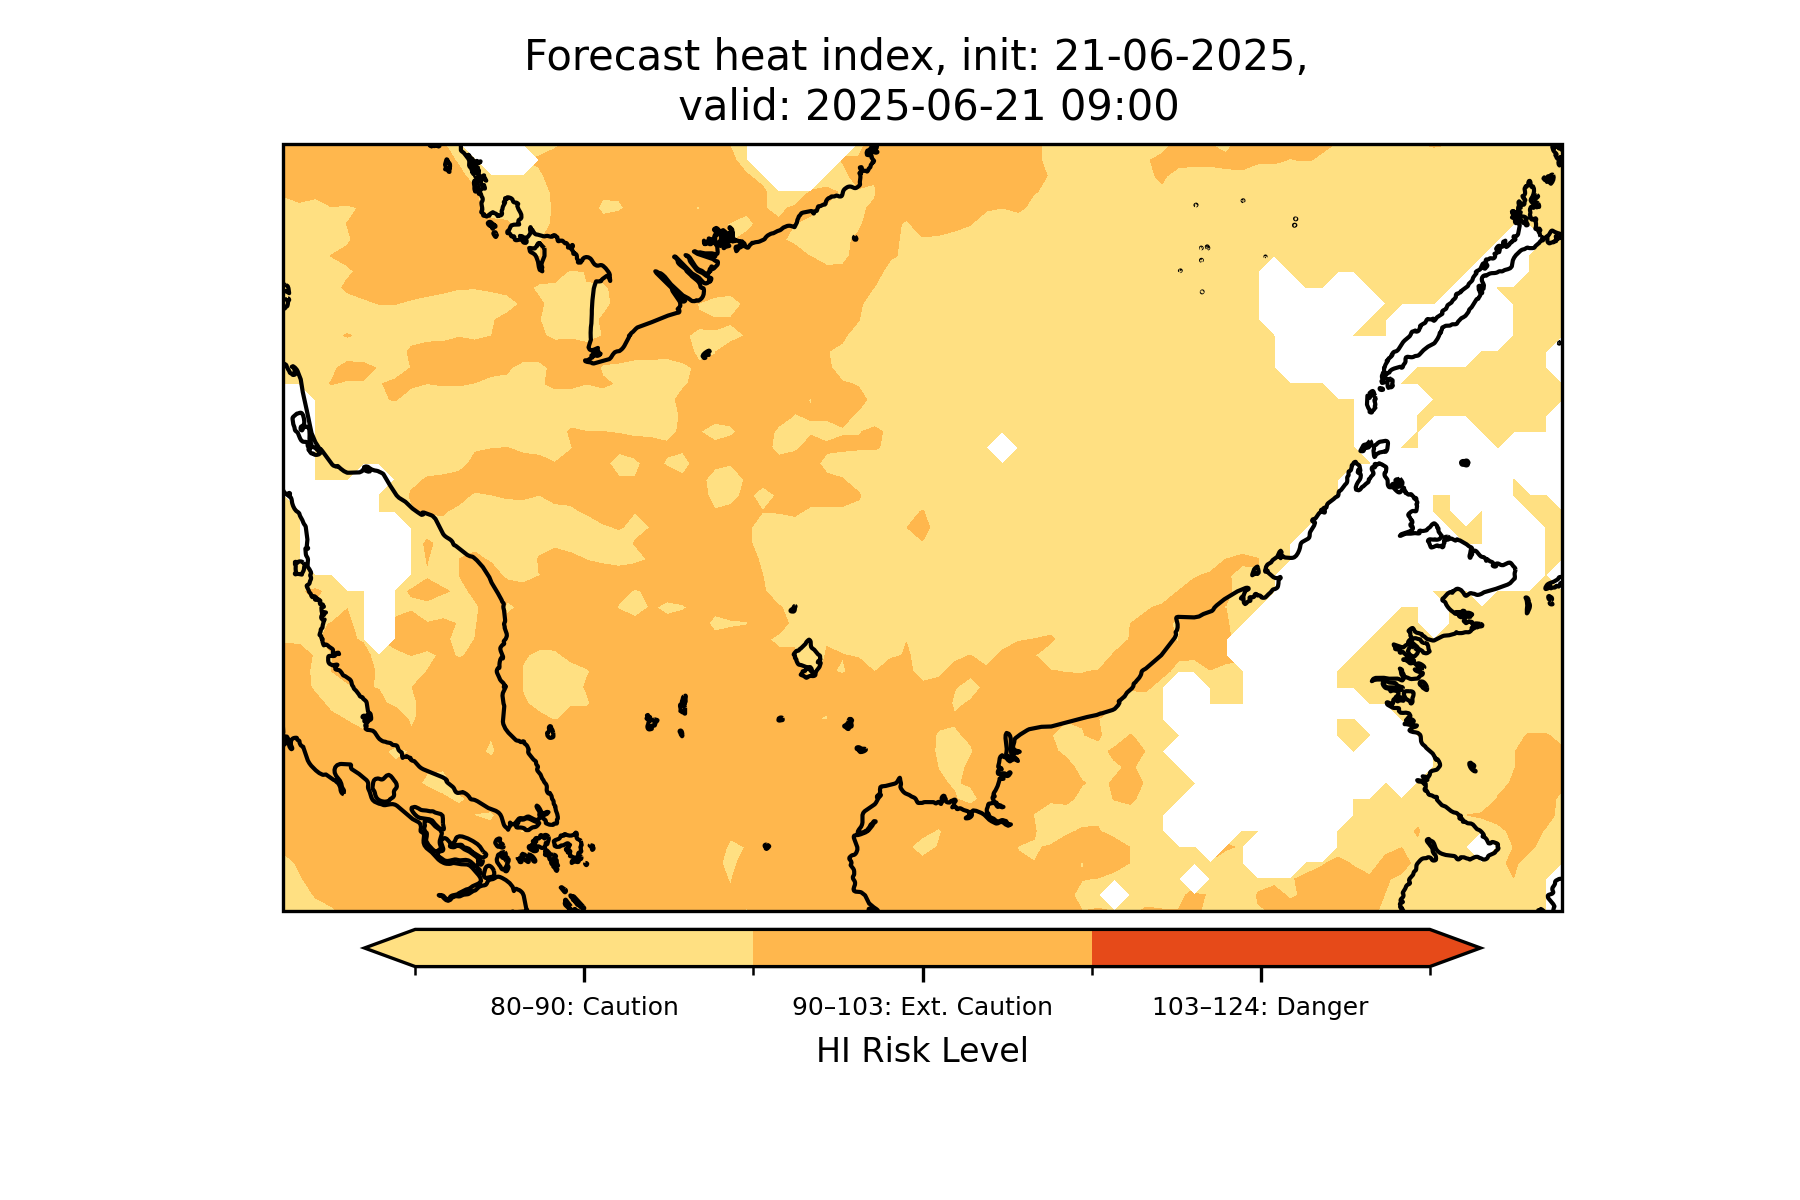 Forecast heat index, init: 21-06-2025,
valid: 2025-06-21 09:00
80–90: Caution
90–103: Ext. Caution
103–124: Danger
HI Risk Level